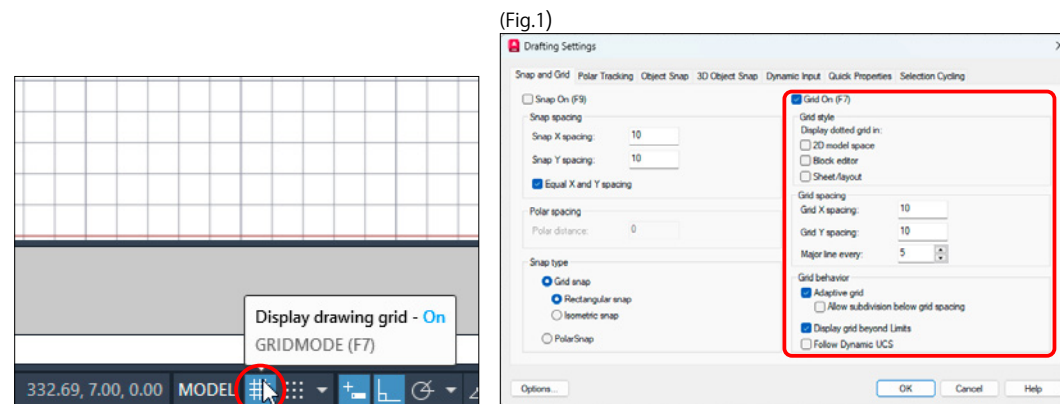 (Fig.1)
Display drawing grid - On
GRIDMODE (F7)
332.69, 7.00, 0.00 MODEL
Drafting Settings
Snap and Grid Polar Tracking Object Snap 3D Object Snap Dynamic Input Quick Properties Selection Cycling
Snap On (F9)
Snap spacing
Snap X spacing: 10
Snap Y spacing: 10
Equal X and Y spacing
Polar spacing
Polar distance: 0
Snap type
Grid snap
Rectangular snap
Isometric snap
PolarSnap
Grid On (F7)
Grid style
Display dotted grid in:
2D model space
Block editor
Sheet/layout
Grid spacing
Grid X spacing: 10
Grid Y spacing: 10
Major line every: 5
Grid behavior
Adaptive grid
Allow subdivision below grid spacing
Display grid beyond Limits
Follow Dynamic UCS
Options... OK Cancel Help